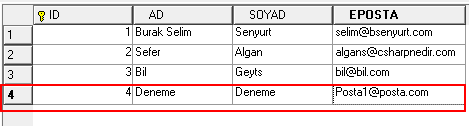 ID AD SOYAD EPOSTA
1 1 Burak Selim Senyurt selim@bsenyurt.com
2 2 Sefer Algan algans@csharpnedir.com
3 3 Bil Geyts bil@bil.com
4 4 Deneme Deneme Posta1@posta.com